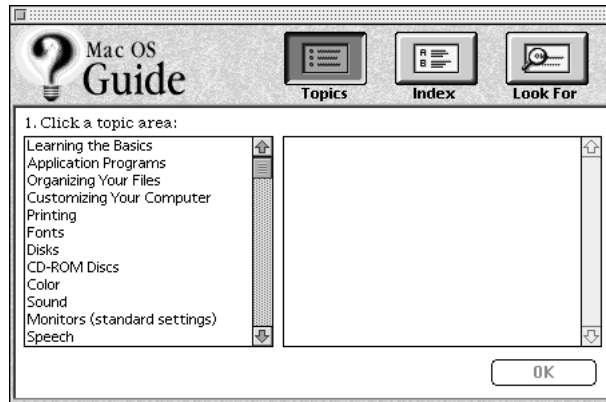 Mac OS
Guide
Topics
Index
Look For
1. Click a topic area:
Learning the Basics
Application Programs
Organizing Your Files
Customizing Your Computer
Printing
Fonts
Disks
CD-ROM Discs
Color
Sound
Monitors (standard settings)
Speech
OK